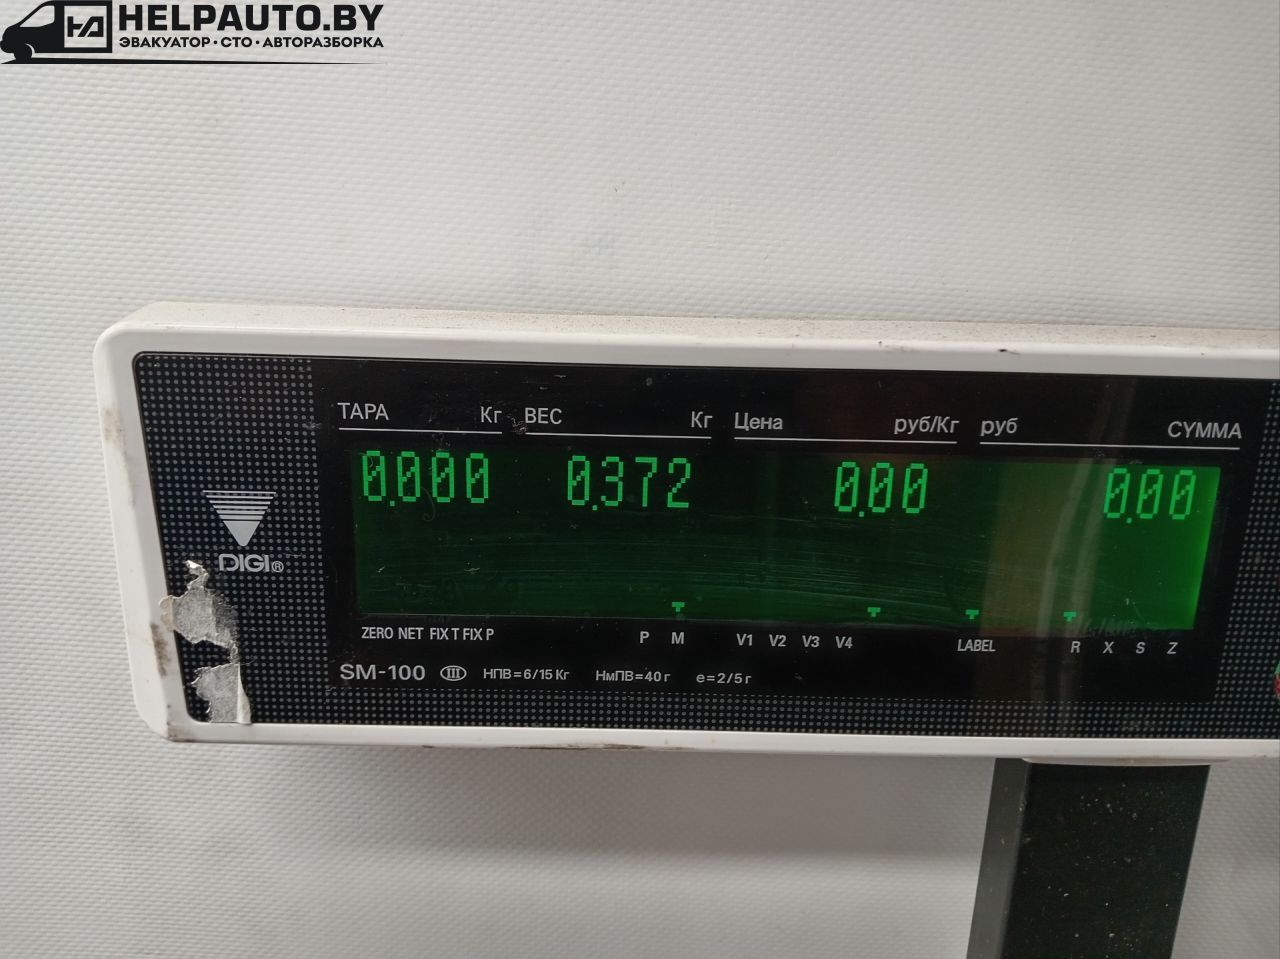 HELPAUTO.BY
ЭВАКУАТОР • СТО • АВТОРАЗБОРКА
ТАРА Кг ВЕС Кг Цена руб/Кг руб СУММА
0.000 0.372 0.00 0.00
DIGI®
ZERO NET FIX T FIX P P M V1 V2 V3 V4 LABEL R X S Z
SM-100 III НПВ=6/15 Кг НмПВ=40 г е=2/5 г